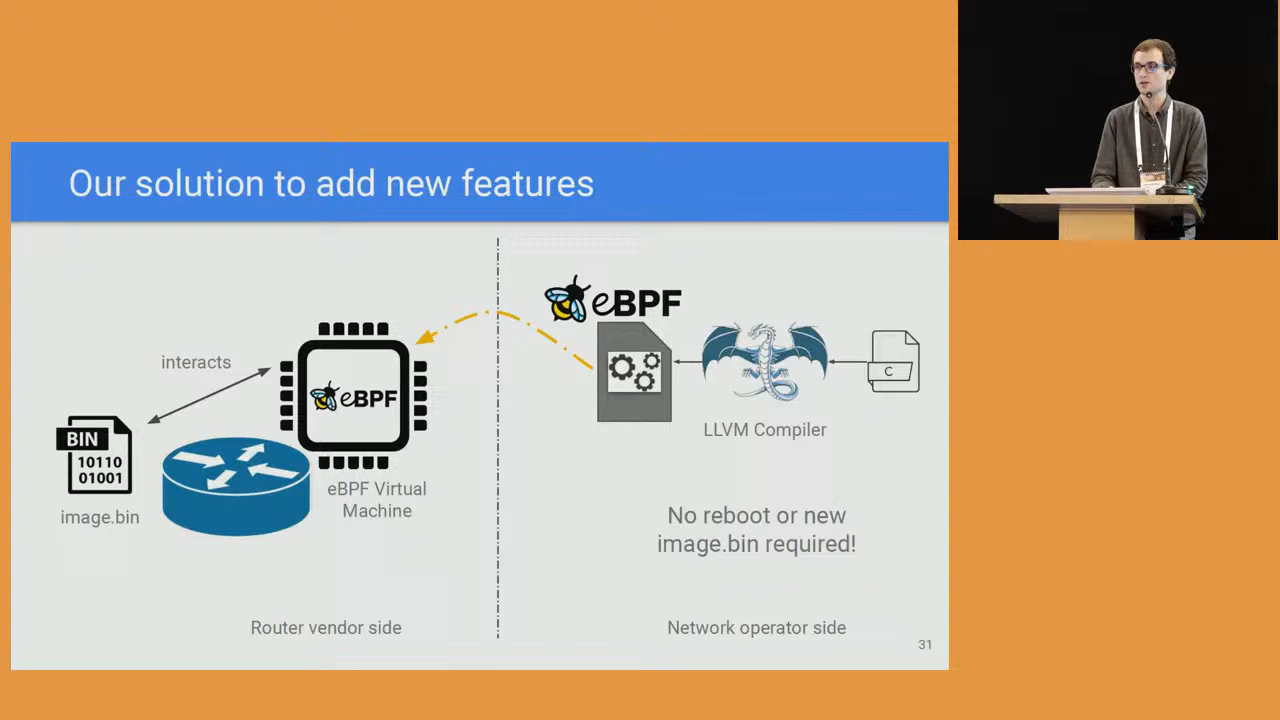 Our solution to add new features
eBPF
interacts
eBPF
BIN
10110
01001
C
LLVM Compiler
eBPF Virtual
Machine
image.bin
No reboot or new
image.bin required!
Router vendor side
Network operator side
31